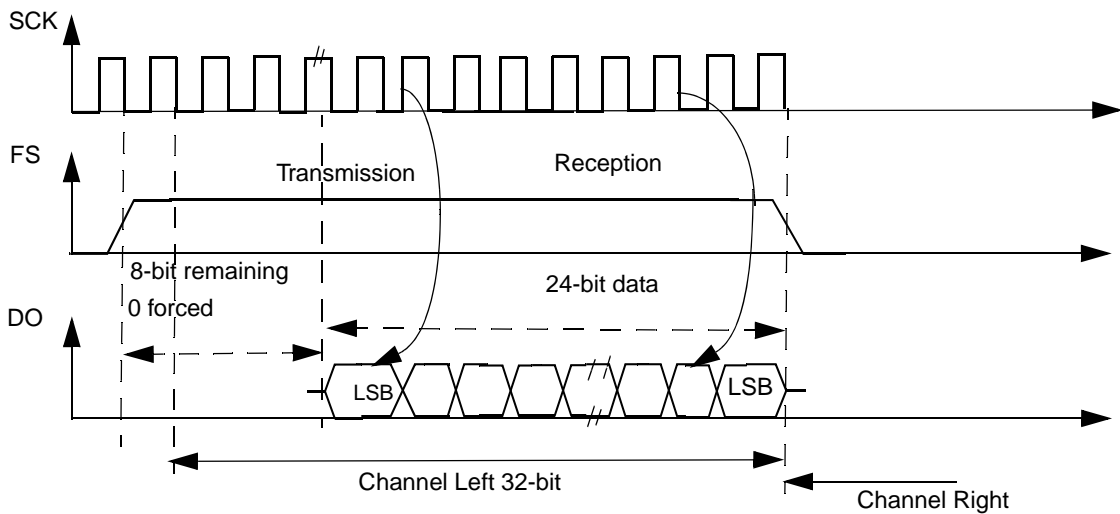 SCK
FS
Transmission
Reception
8-bit remaining
0 forced
24-bit data
DO
LSB
LSB
Channel Left 32-bit
Channel Right